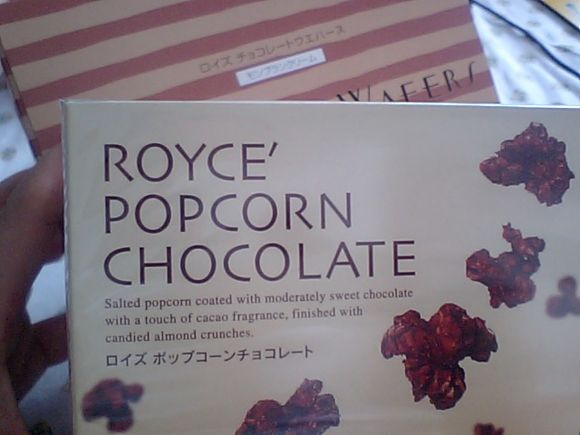 ロイズ チョコレートウエハース
モンブランクリーム
WAFERS
ROYCE'
POPCORN
CHOCOLATE
Salted popcorn coated with moderately sweet chocolate
with a touch of cacao fragrance, finished with
candied almond crunches.
ロイズ ポップコーンチョコレート